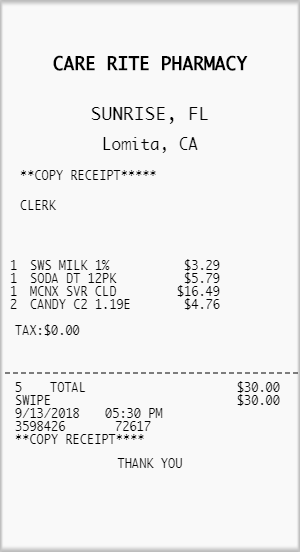 CARE RITE PHARMACY
SUNRISE, FL
Lomita, CA
**COPY RECEIPT*****
CLERK
1 SWS MILK 1% $3.29
1 SODA DT 12PK $5.79
1 MCNX SVR CLD $16.49
2 CANDY C2 1.19E $4.76
TAX:$0.00
5 TOTAL $30.00
SWIPE $30.00
9/13/2018 05:30 PM
3598426 72617
**COPY RECEIPT****
THANK YOU